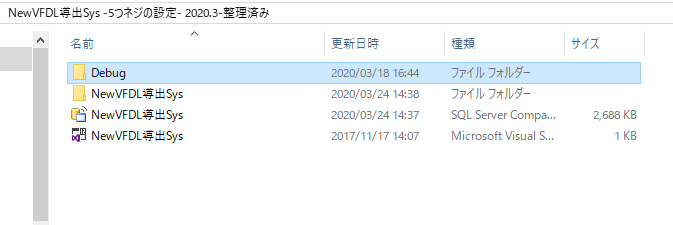 NewVFDL導出Sys -5つネジの設定- 2020.3-整理済み
名前 更新日時 種類 サイズ
Debug 2020/03/18 16:44 ファイル フォルダー
NewVFDL導出Sys 2020/03/24 14:38 ファイル フォルダー
NewVFDL導出Sys 2020/03/24 14:37 SQL Server Compa... 2,688 KB
NewVFDL導出Sys 2017/11/17 14:07 Microsoft Visual S... 1 KB